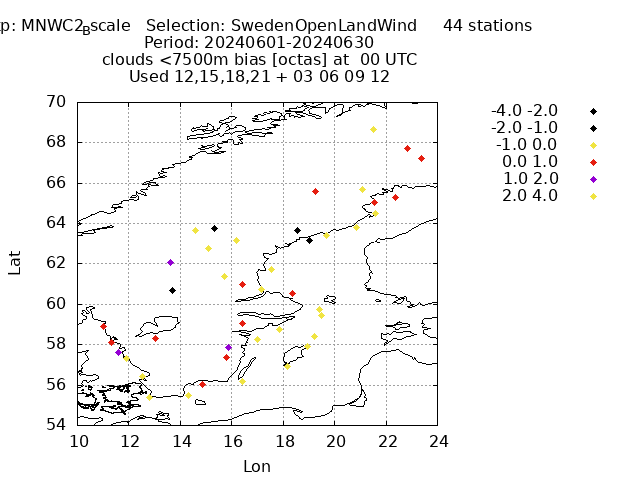 xp: MNWC2Bscale Selection: SwedenOpenLandWind 44 stations
Period: 20240601-20240630
clouds <7500m bias [octas] at 00 UTC
Used 12,15,18,21 + 03 06 09 12
-4.0 -2.0
-2.0 -1.0
-1.0 0.0
0.0 1.0
1.0 2.0
2.0 4.0
70
68
66
64
62
60
58
56
54
Lat
10 12 14 16 18 20 22 24
Lon